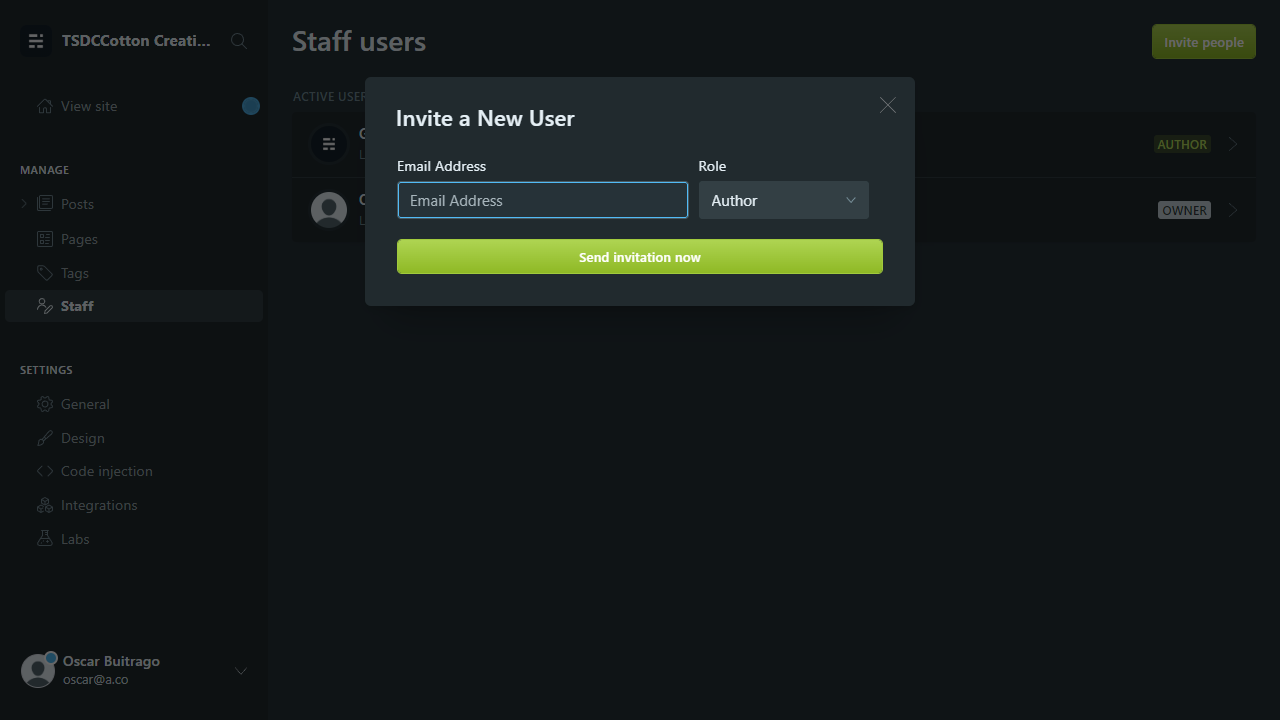 TSDCCotton Creati...
View site
MANAGE
Posts
Pages
Tags
Staff
SETTINGS
General
Design
Code injection
Integrations
Labs
Oscar Buitrago
oscar@a.co
Staff users
Invite people
ACTIVE USER
AUTHOR
OWNER
Invite a New User
Email Address
Role
Email Address
Author
Send invitation now